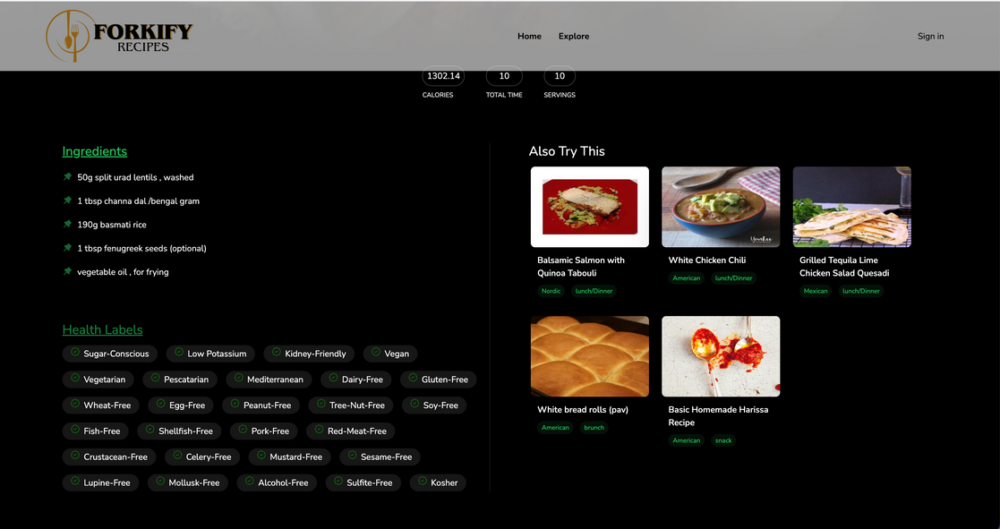 FORKIFY
RECIPES
Home Explore
Sign in
1302.14 10 10
CALORIES TOTAL TIME SERVINGS
Ingredients
50g split urad lentils , washed
1 tbsp channa dal /bengal gram
190g basmati rice
1 tbsp fenugreek seeds (optional)
vegetable oil , for frying
Health Labels
Sugar-Conscious Low Potassium Kidney-Friendly Vegan
Vegetarian Pescatarian Mediterranean Dairy-Free Gluten-Free
Wheat-Free Egg-Free Peanut-Free Tree-Nut-Free Soy-Free
Fish-Free Shellfish-Free Pork-Free Red-Meat-Free
Crustacean-Free Celery-Free Mustard-Free Sesame-Free
Lupine-Free Mollusk-Free Alcohol-Free Sulfite-Free Kosher
Also Try This
Balsamic Salmon with
Quinoa Tabouli
Nordic lunch/Dinner
White Chicken Chili
American lunch/Dinner
Grilled Tequila Lime
Chicken Salad Quesadi
Mexican lunch/Dinner
White bread rolls (pav)
American brunch
Basic Homemade Harissa
Recipe
American snack